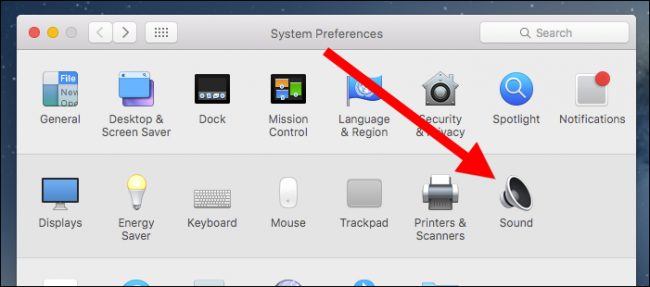 System Preferences
Search
File
New
Ope
General
Desktop &
Screen Saver
Dock
Mission
Control
Language
& Region
Security
& Privacy
Spotlight
Notifications
Displays
Energy
Saver
Keyboard
Mouse
Trackpad
Printers &
Scanners
Sound